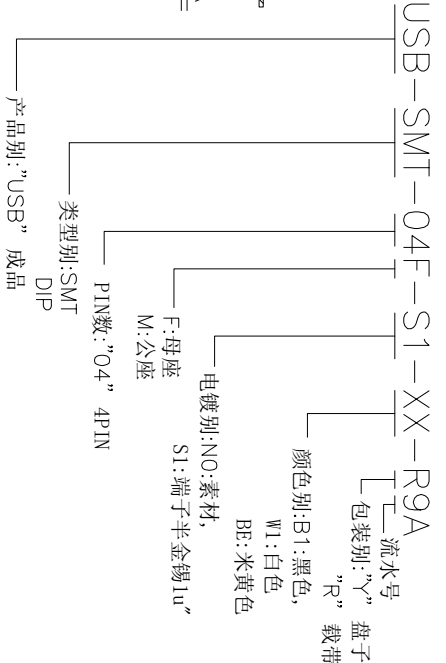 USB-SMT-04F-S1-XX-R9A
流水号
包装别:"Y" 盘子
"R" 载带
颜色别:B1:黑色,
W1:白色
BE:米黄色
电镀别:N0:素材,
S1:端子半金锡1u"
F:母座
M:公座
PIN数:"04" 4PIN
类型别:SMT
DIP
产品别:"USB" 成品